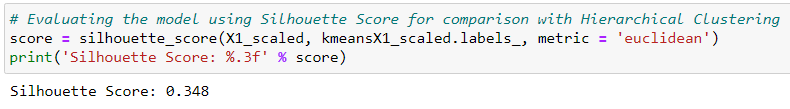 # Evaluating the model using Silhouette Score for comparison with Hierarchical Clustering
score = silhouette_score(X1_scaled, kmeansX1_scaled.labels_, metric = 'euclidean')
print('Silhouette Score: %.3f' % score)
Silhouette Score: 0.348